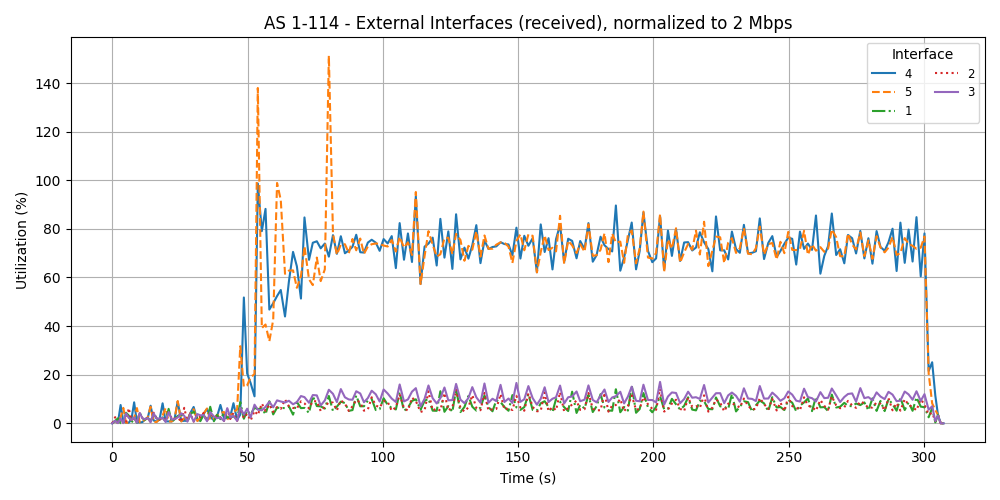 AS 1-114 - External Interfaces (received), normalized to 2 Mbps
Interface
4
5
1
2
3
Utilization (%)
140
120
100
80
60
40
20
0
0 50 100 150 200 250 300
Time (s)